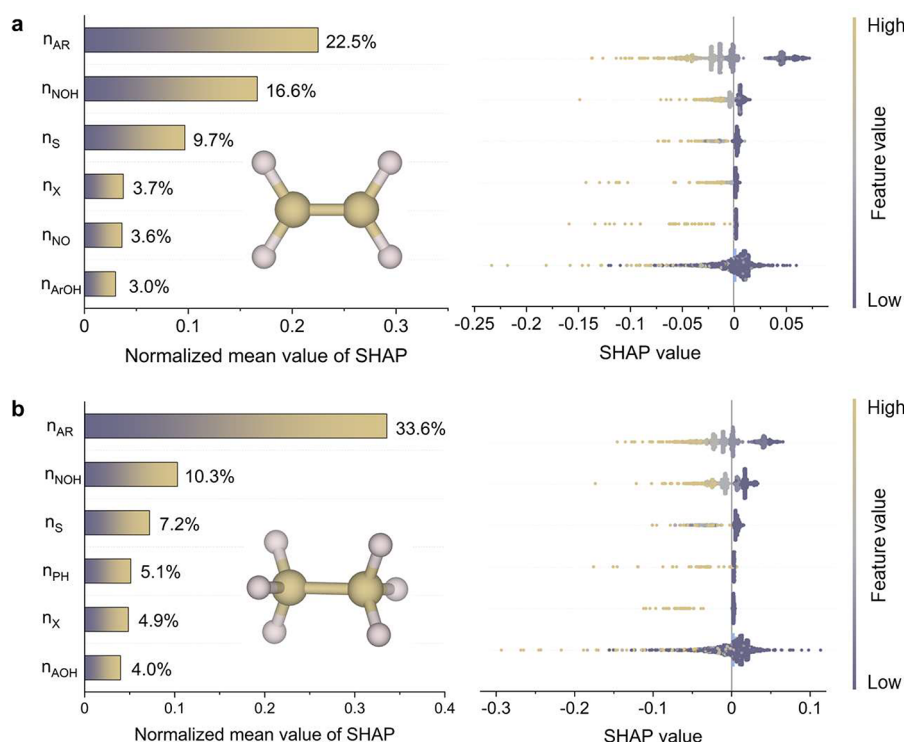 a
n_AR 22.5%
n_NOH 16.6%
n_S 9.7%
n_X 3.7%
n_NO 3.6%
n_ArOH 3.0%
0 0.1 0.2 0.3
Normalized mean value of SHAP
-0.25 -0.20 -0.15 -0.10 -0.05 0 0.05
SHAP value
High
Feature value
Low
b
n_AR 33.6%
n_NOH 10.3%
n_S 7.2%
n_PH 5.1%
n_X 4.9%
n_AOH 4.0%
0 0.1 0.2 0.3 0.4
Normalized mean value of SHAP
-0.3 -0.2 -0.1 0 0.1
SHAP value
High
Feature value
Low